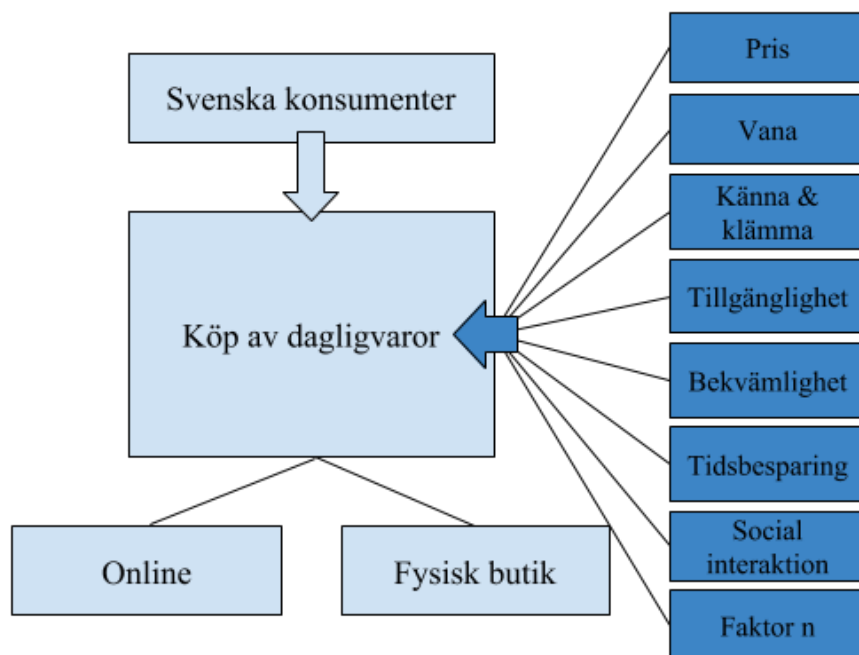 Svenska konsumenter
Köp av dagligvaror
Online
Fysisk butik
Pris
Vana
Känna &
klämma
Tillgänglighet
Bekvämlighet
Tidsbesparing
Social
interaktion
Faktor n